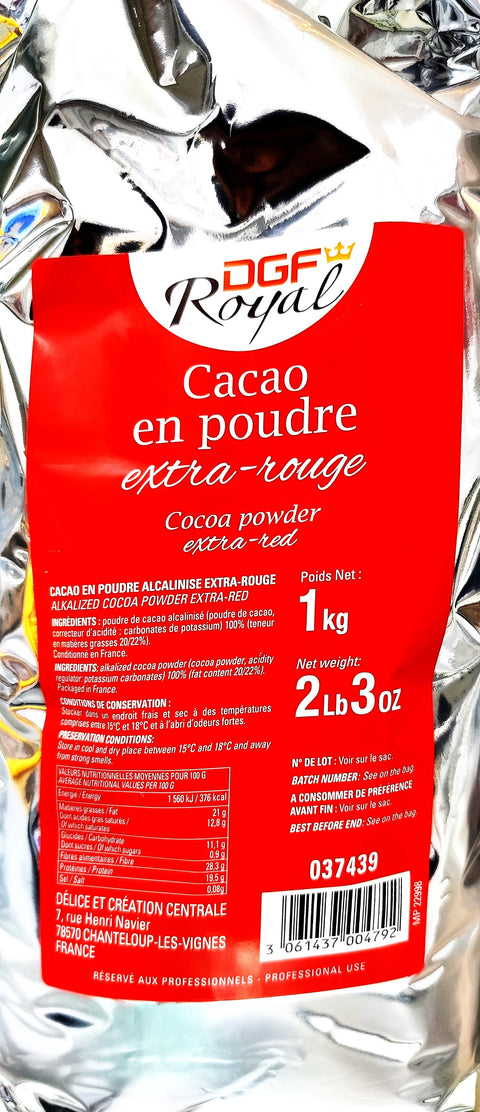 DGF
Royal
Cacao
en poudre
extra-rouge
Cocoa powder
extra-red
CACAO EN POUDRE ALCALINISE EXTRA-ROUGE
ALKALIZED COCOA POWDER EXTRA-RED
INGRÉDIENTS : poudre de cacao alcalinisé (poudre de cacao,
correcteur d'acidité : carbonates de potassium) 100% (teneur
en matières grasses 20/22%).
Conditionné en France.
INGREDIENTS: alkalized cocoa powder (cocoa powder, acidity
regulator: potassium carbonates) 100% (fat content 20/22%).
Packaged in France.
CONDITIONS DE CONSERVATION :
Stocker dans un endroit frais et sec à des températures
comprises entre 15°C et 18°C et à l'abri d'odeurs fortes.
PRESERVATION CONDITIONS:
Store in cool and dry place between 15°C and 18°C and away
from strong smells.
VALEURS NUTRITIONNELLES MOYENNES POUR 100 G
AVERAGE NUTRITIONAL VALUES PER 100 G
Energie / Energy 1 560 kJ / 376 kcal
Matières grasses / Fat 21 g
Dont acides gras saturés / 12,8 g
Of which saturates
Glucides / Carbohydrate 11,1 g
Dont sucres / Of which sugars 0,9 g
Fibres alimentaires / Fibre 28,3 g
Protéines / Protein 19,5 g
Sel / Salt 0,08g
DÉLICE ET CRÉATION CENTRALE
7, rue Henri Navier
78570 CHANTELOUP-LES-VIGNES
FRANCE
Poids Net :
1 kg
Net weight:
2 Lb 3 OZ
N° DE LOT : Voir sur le sac.
BATCH NUMBER: See on the bag.
A CONSOMMER DE PRÉFÉRENCE
AVANT FIN : Voir sur le sac.
BEST BEFORE END: See on the bag.
037439
3 061437 004792
MP 22998
RÉSERVÉ AUX PROFESSIONNELS - PROFESSIONAL USE